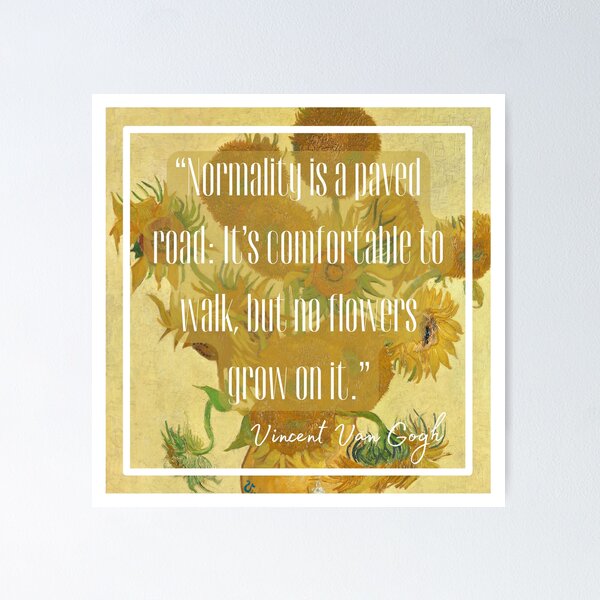 “Normality is a paved
road: It’s comfortable to
walk, but no flowers
grow on it.”
Vincent Van Gogh